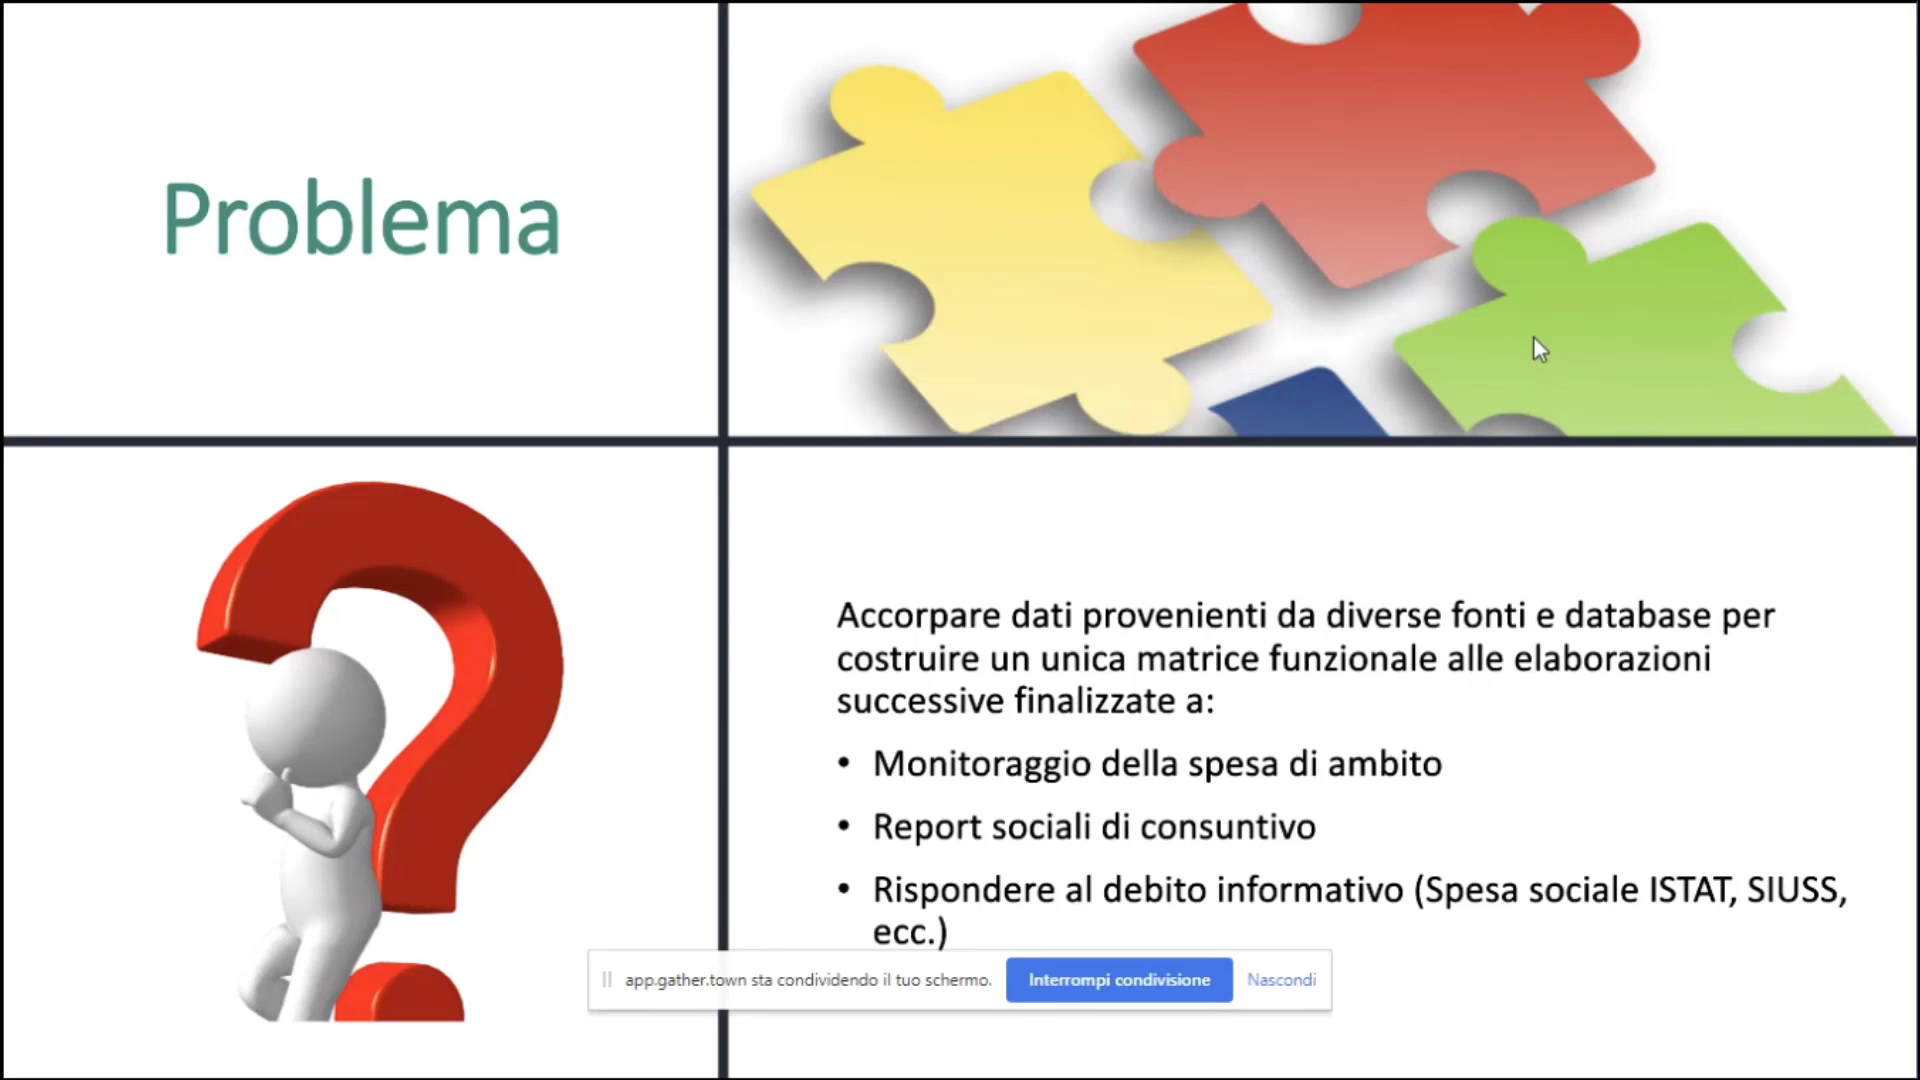 Problema
Accorpare dati provenienti da diverse fonti e database per
costruire un unica matrice funzionale alle elaborazioni
successive finalizzate a:
• Monitoraggio della spesa di ambito
• Report sociali di consuntivo
• Rispondere al debito informativo (Spesa sociale ISTAT, SIUSS,
ecc.)
app.gather.town sta condividendo il tuo schermo. Interrompi condivisione Nascondi